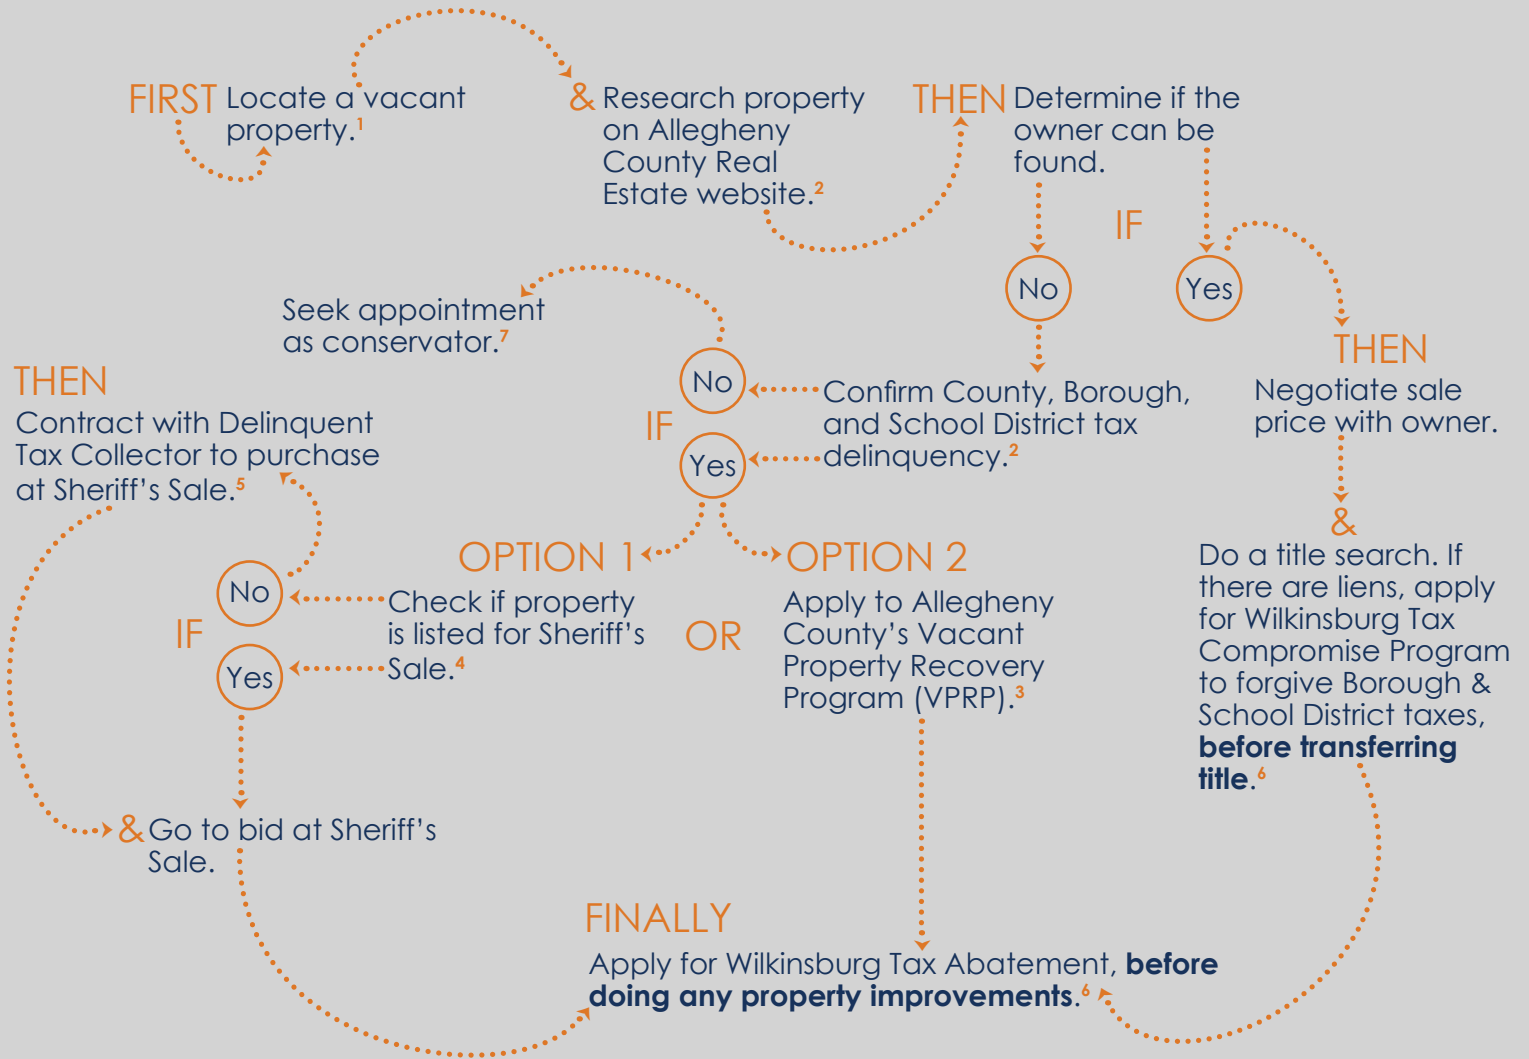 FIRST Locate a vacant
property.1
& Research property
on Allegheny
County Real
Estate website.2
THEN Determine if the
owner can be
found.
IF
No
Yes
THEN
Negotiate sale
price with owner.
&
Do a title search. If
there are liens, apply
for Wilkinsburg Tax
Compromise Program
to forgive Borough &
School District taxes,
before transferring
title.6
Confirm County, Borough,
and School District tax
delinquency.2
No
IF
Yes
Seek appointment
as conservator.7
OPTION 1
Check if property
is listed for Sheriff's
Sale.4
OR
OPTION 2
Apply to Allegheny
County's Vacant
Property Recovery
Program (VPRP).3
No
IF
Yes
THEN
Contract with Delinquent
Tax Collector to purchase
at Sheriff's Sale.5
& Go to bid at Sheriff's
Sale.
FINALLY
Apply for Wilkinsburg Tax Abatement, before
doing any property improvements.6